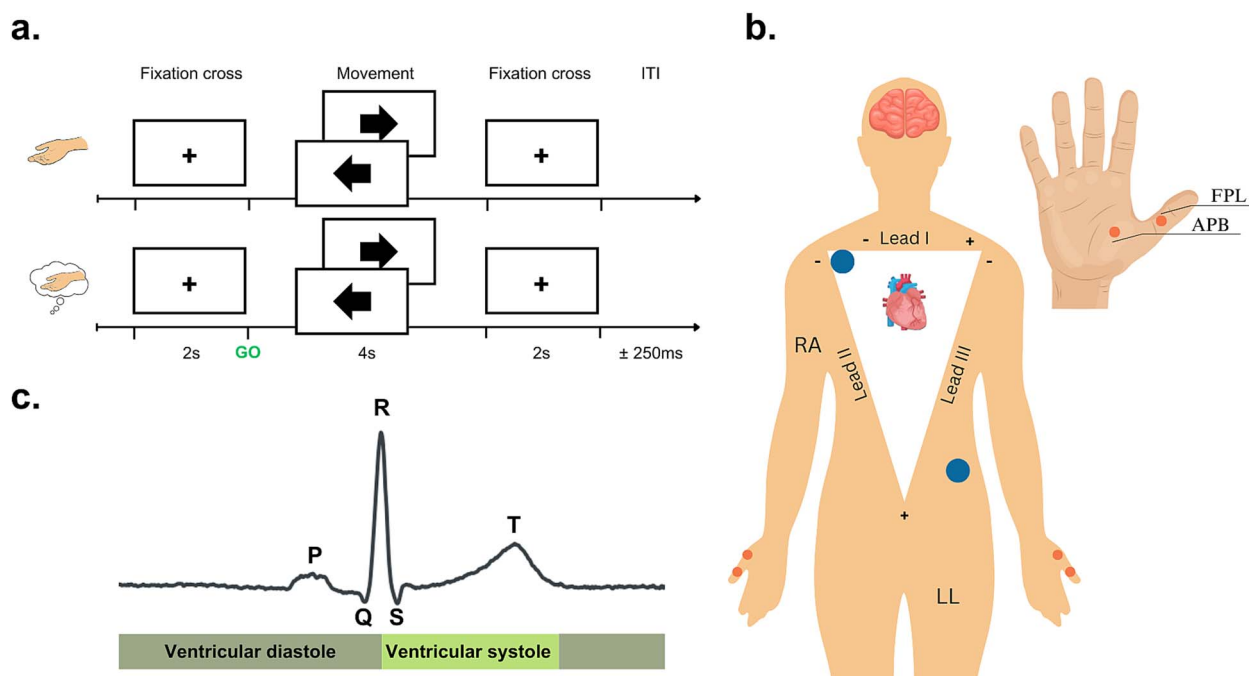 a.
Fixation cross
Movement
Fixation cross
ITI
+
+
+
+
2s
GO
4s
2s
± 250ms
b.
- Lead I +
-
-
RA
Lead II
Lead III
+
LL
FPL
APB
c.
R
P
T
Q
S
Ventricular diastole
Ventricular systole